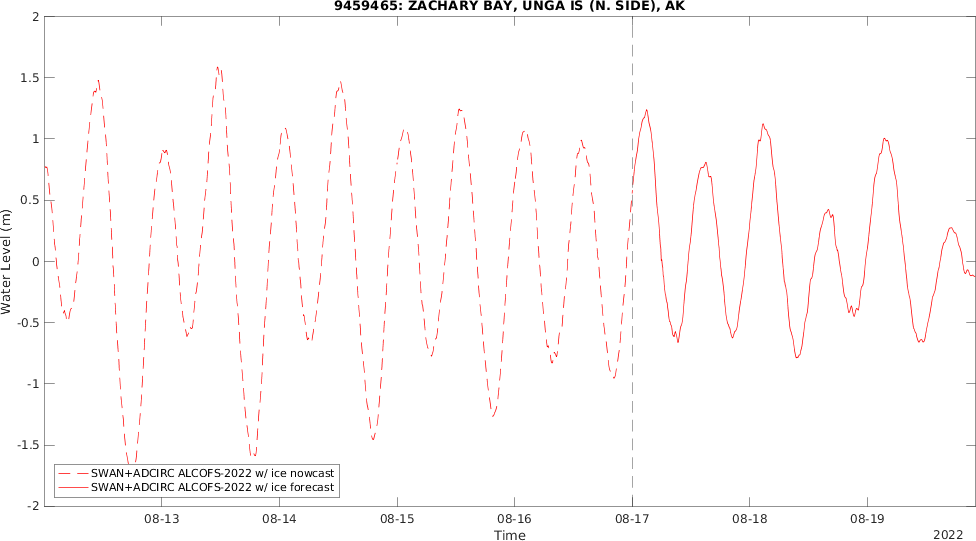 9459465: ZACHARY BAY, UNGA IS (N. SIDE), AK
2
1.5
1
0.5
0
-0.5
-1
-1.5
-2
Water Level (m)
SWAN+ADCIRC ALCOFS-2022 w/ ice nowcast
SWAN+ADCIRC ALCOFS-2022 w/ ice forecast
08-13 08-14 08-15 08-16 08-17 08-18 08-19
Time
2022